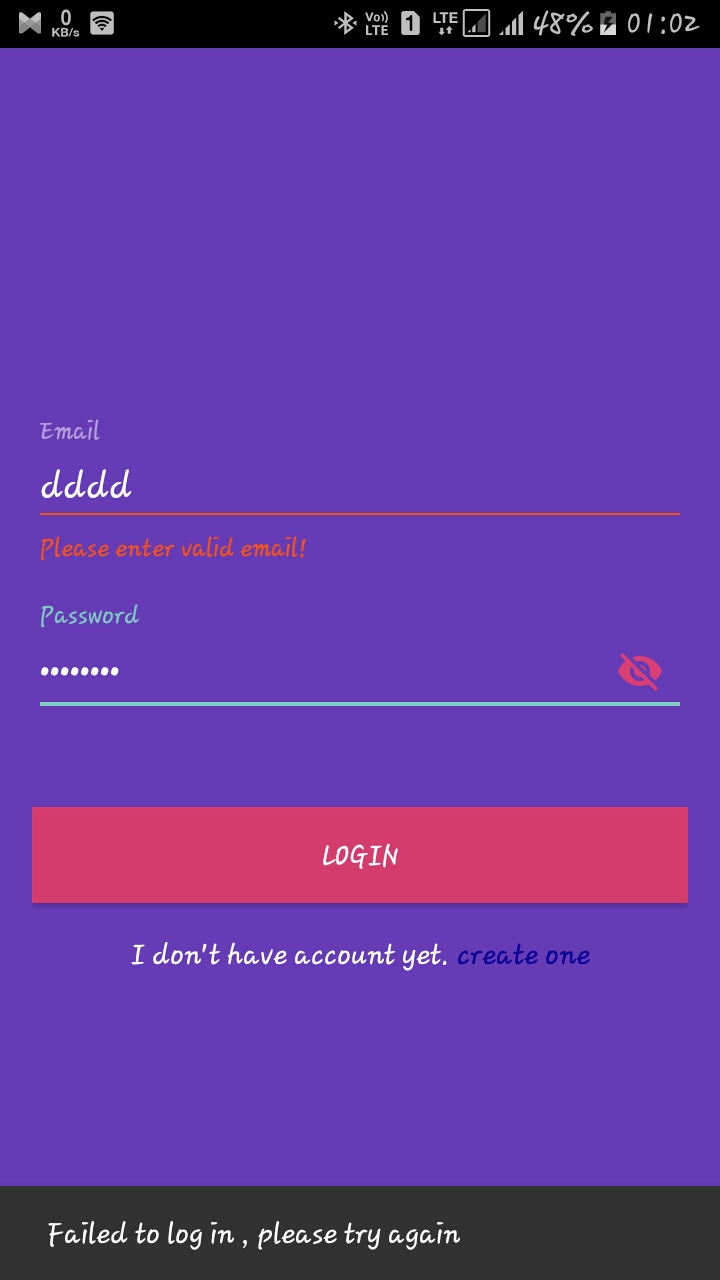 0 KB/s Vo)) LTE 1 LTE 48% 01:02
Email
dddd
Please enter valid email!
Password
••••••••
LOGIN
I don't have account yet. create one
Failed to log in , please try again